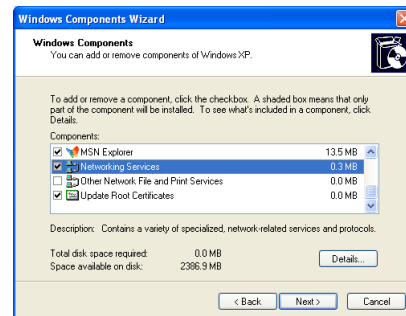 Windows Components Wizard
Windows Components
You can add or remove components of Windows XP.
To add or remove a component, click the checkbox. A shaded box means that only
part of the component will be installed. To see what's included in a component, click
Details.
Components:
MSN Explorer 13.5 MB
Networking Services 0.3 MB
Other Network File and Print Services 0.0 MB
Update Root Certificates 0.0 MB
Description: Contains a variety of specialized, network-related services and protocols.
Total disk space required: 0.0 MB
Space available on disk: 2386.9 MB
Details...
< Back Next > Cancel